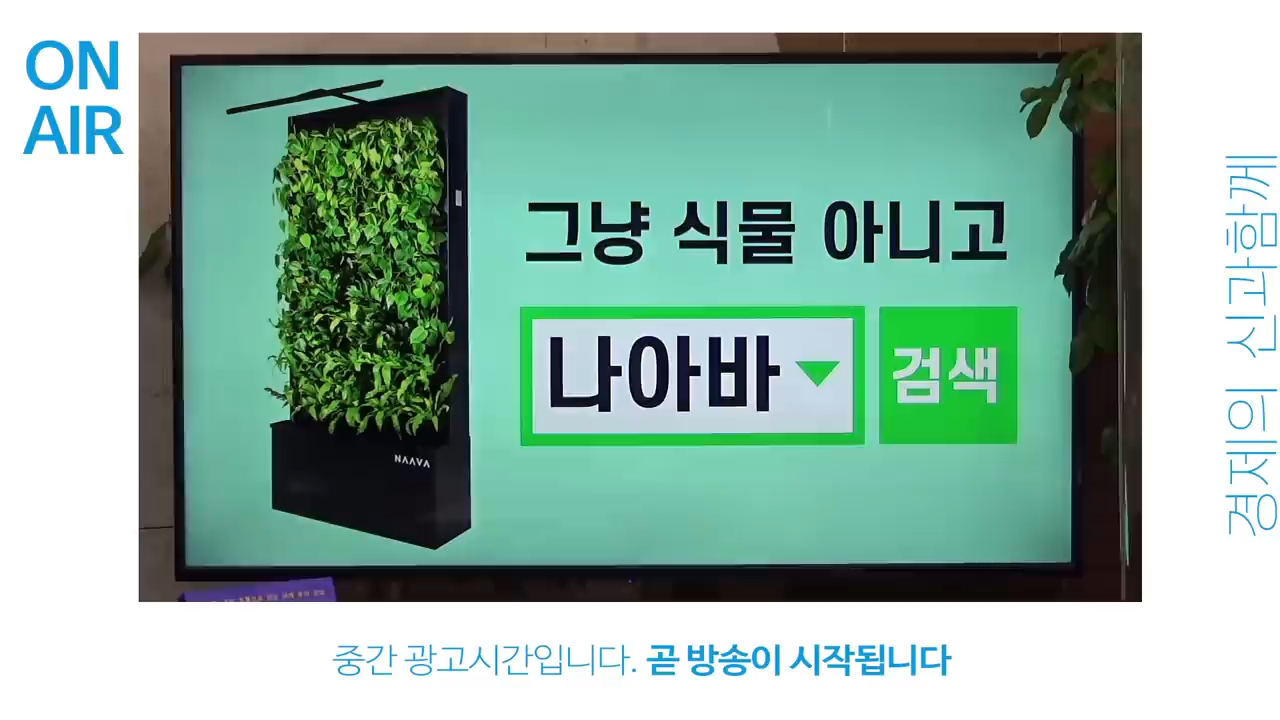 ON
AIR
그냥 식물 아니고
나아바 검색
NAAVA
경제의 신과함께
중간 광고시간입니다. 곧 방송이 시작됩니다